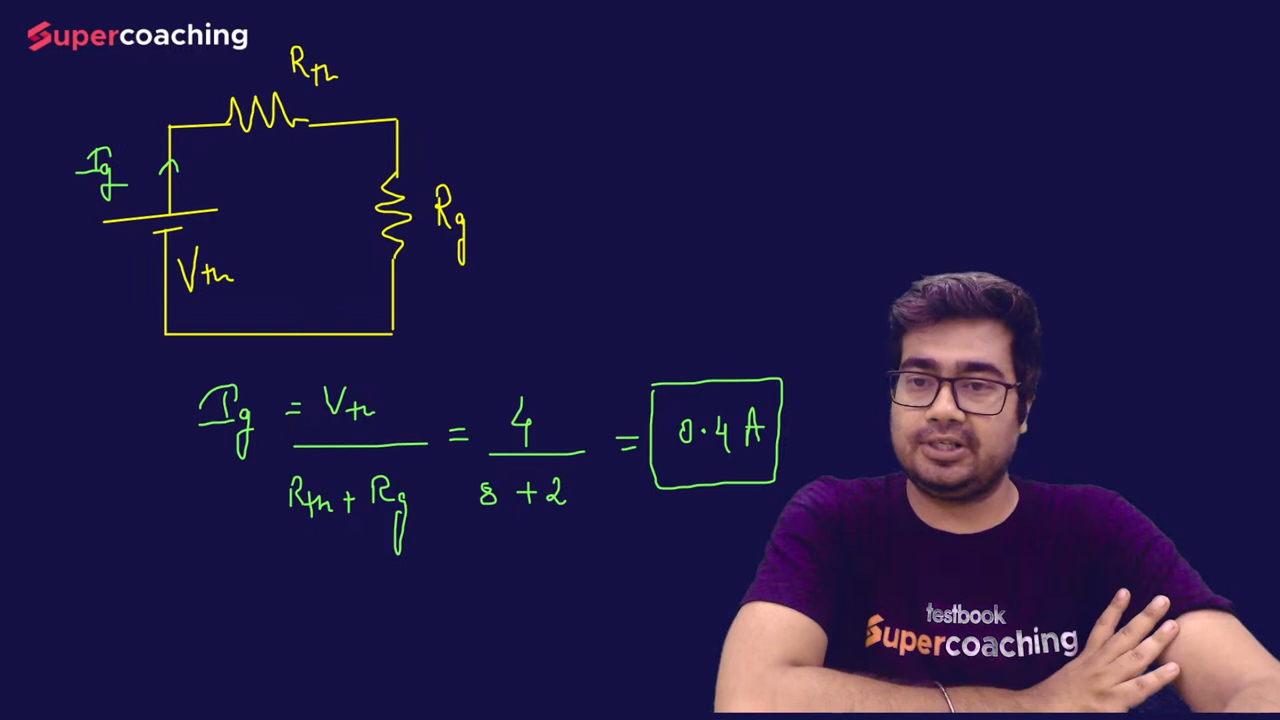 Supercoaching
Rth
Ig
Rg
Vth
Ig = Vth / Rth + Rg = 4 / 8 + 2 = 0.4 A
testbook
Supercoaching